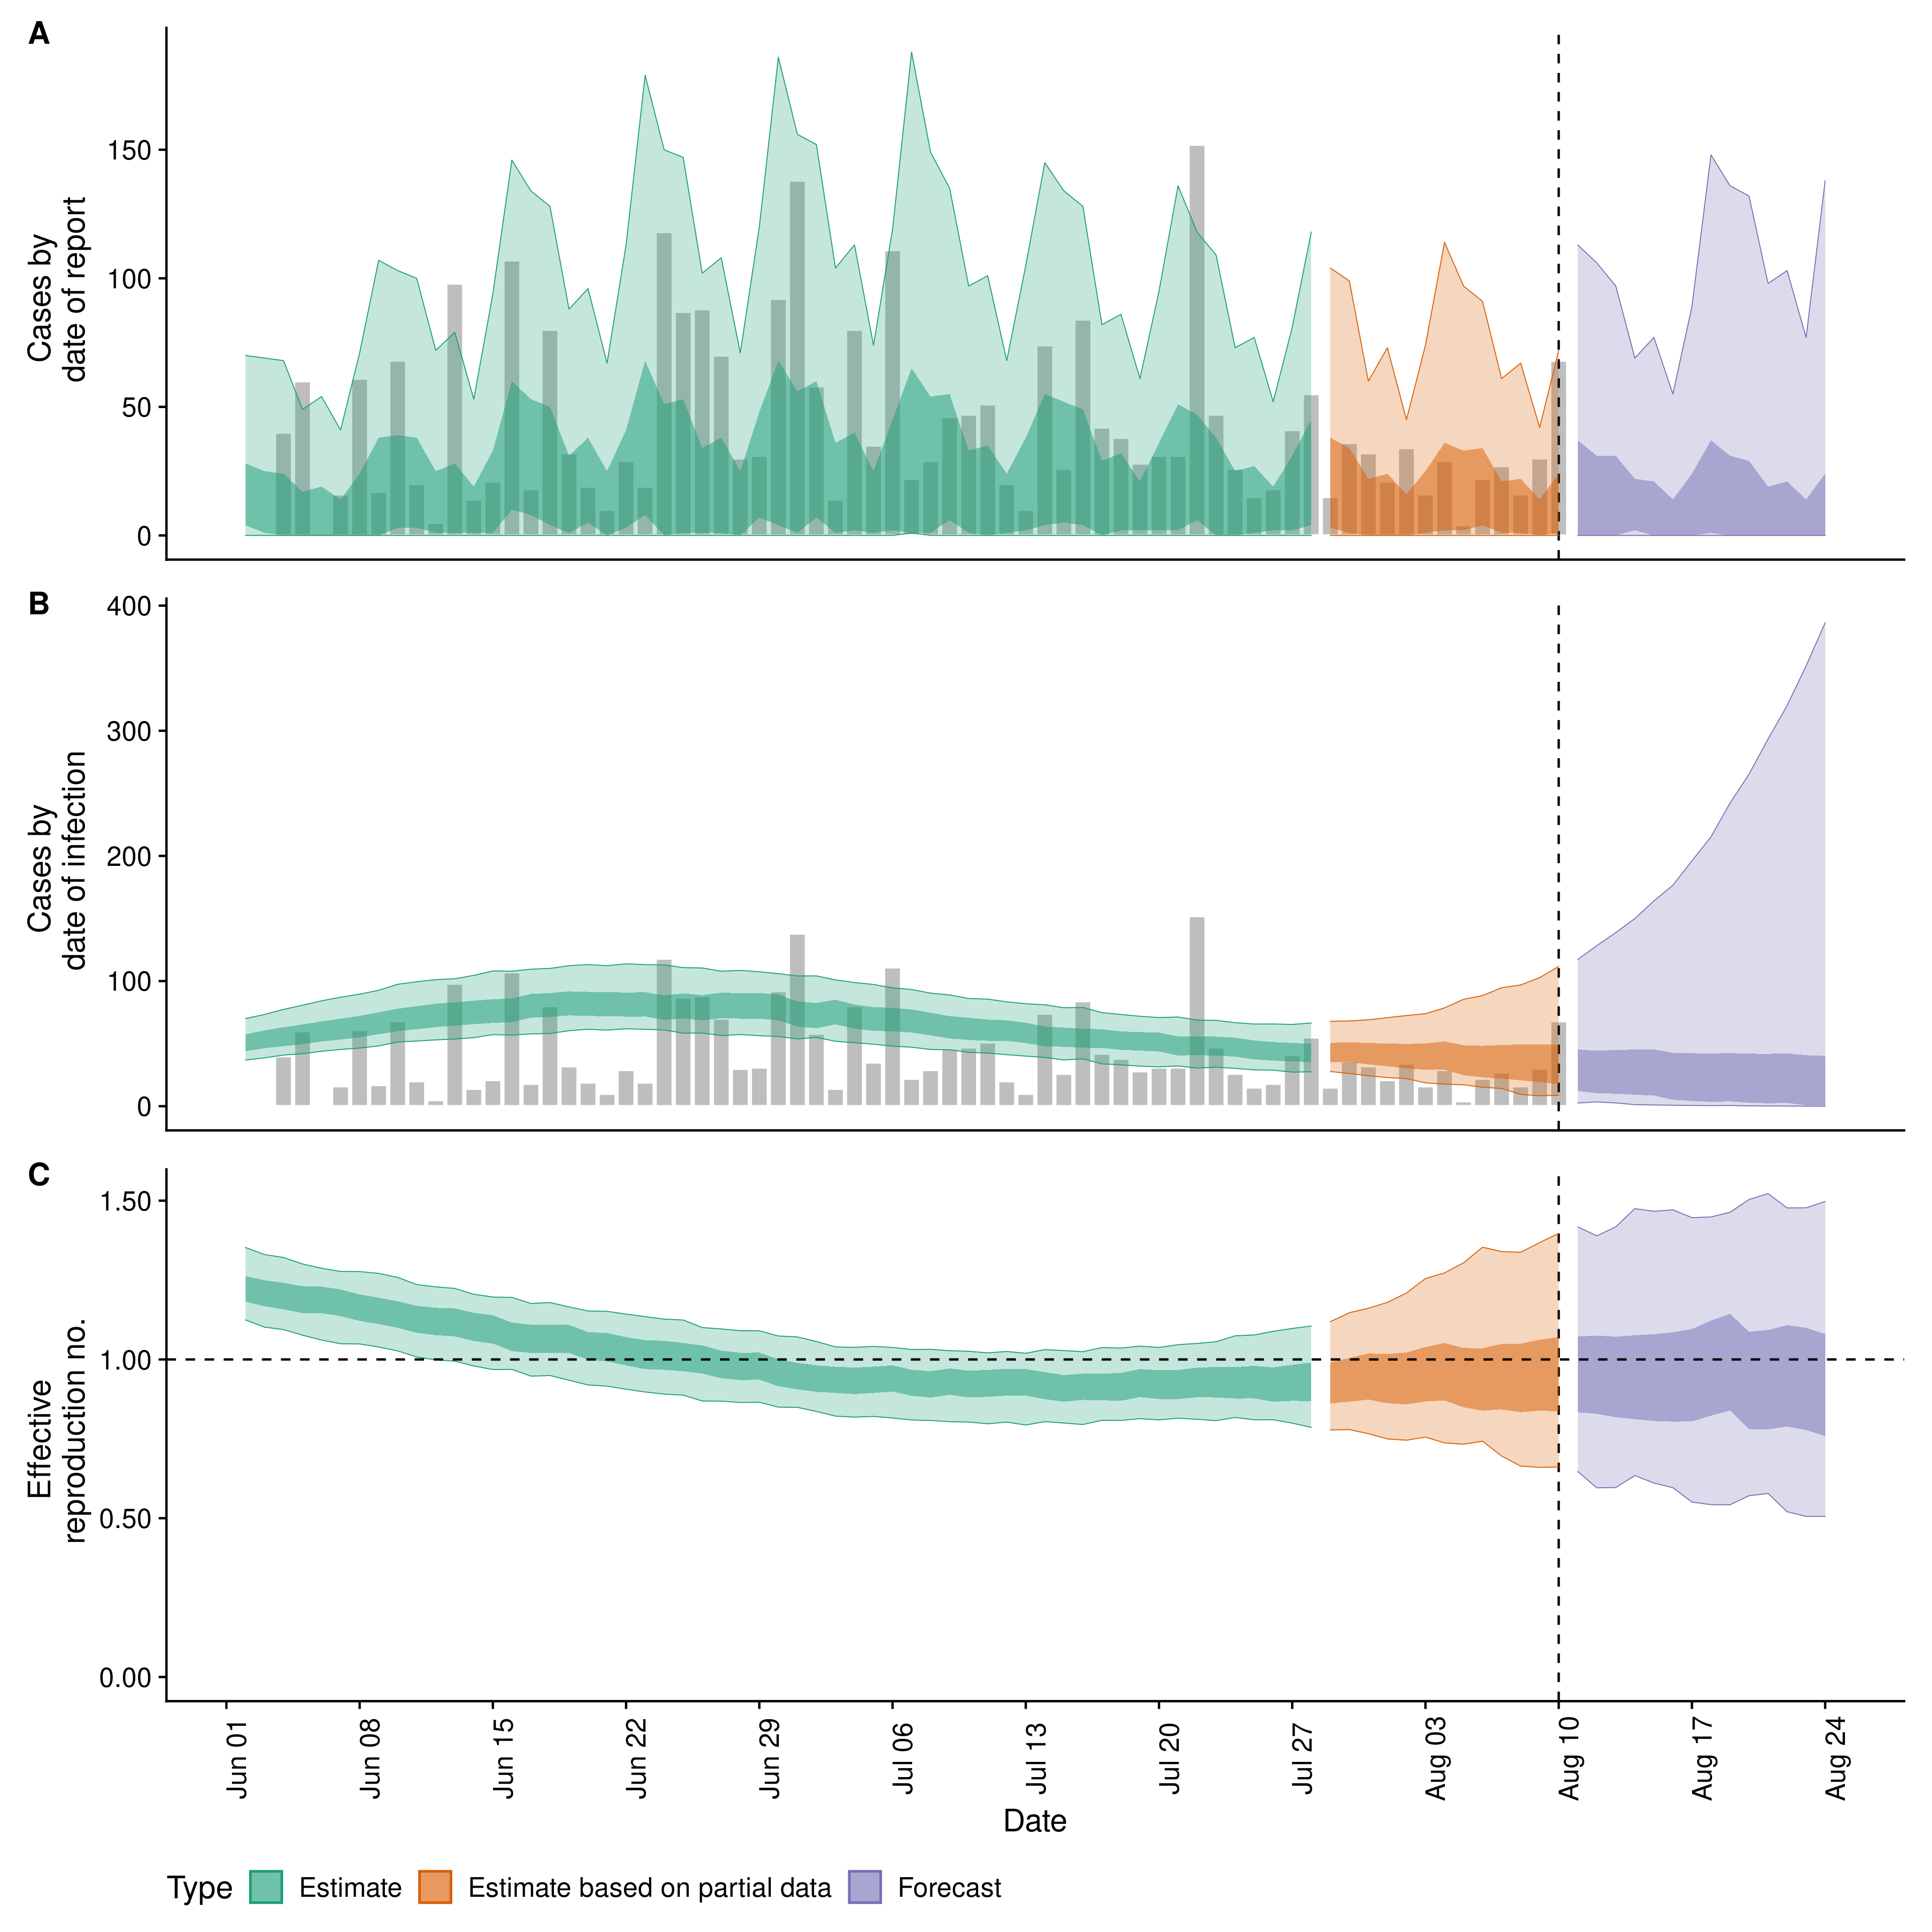 A
Cases by
date of report
150
100
50
0
B
Cases by
date of infection
400
300
200
100
0
C
Effective
reproduction no.
1.50
1.00
0.50
0.00
Jun 01
Jun 08
Jun 15
Jun 22
Jun 29
Jul 06
Jul 13
Jul 20
Jul 27
Aug 03
Aug 10
Aug 17
Aug 24
Date
Type Estimate Estimate based on partial data Forecast